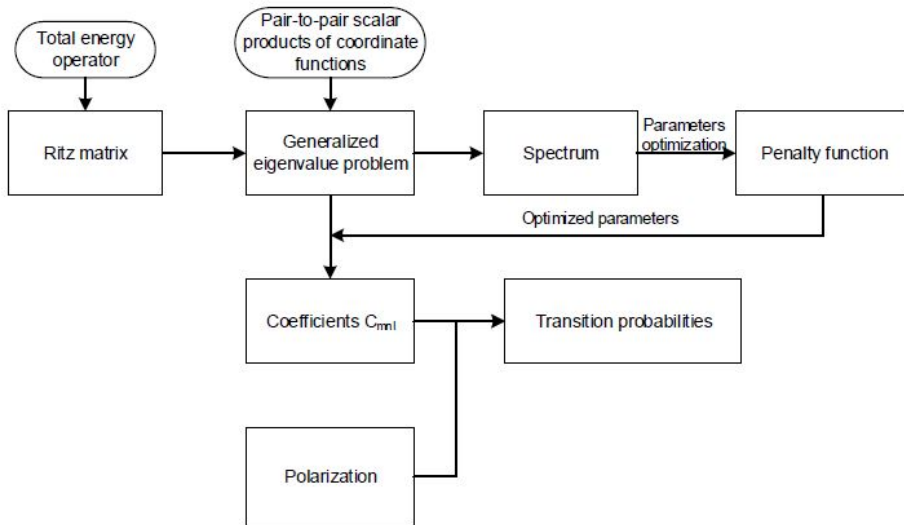 Total energy
operator
Pair-to-pair scalar
products of coordinate
functions
Ritz matrix
Generalized
eigenvalue problem
Spectrum
Parameters
optimization
Penalty function
Optimized parameters
Coefficients Cₘₙₗ
Transition probabilities
Polarization